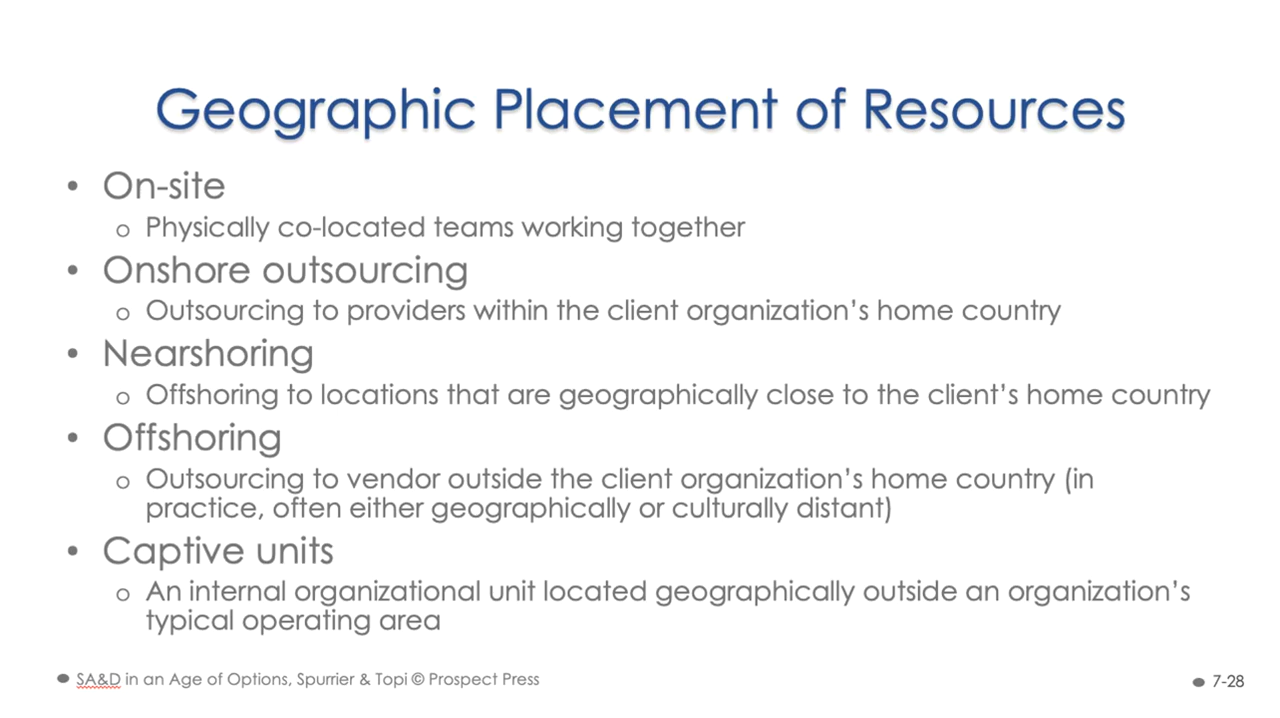 Geographic Placement of Resources
• On-site
o Physically co-located teams working together
• Onshore outsourcing
o Outsourcing to providers within the client organization’s home country
• Nearshoring
o Offshoring to locations that are geographically close to the client’s home country
• Offshoring
o Outsourcing to vendor outside the client organization’s home country (in
practice, often either geographically or culturally distant)
• Captive units
o An internal organizational unit located geographically outside an organization’s
typical operating area
• SA&D in an Age of Options, Spurrier & Topi © Prospect Press
• 7-28